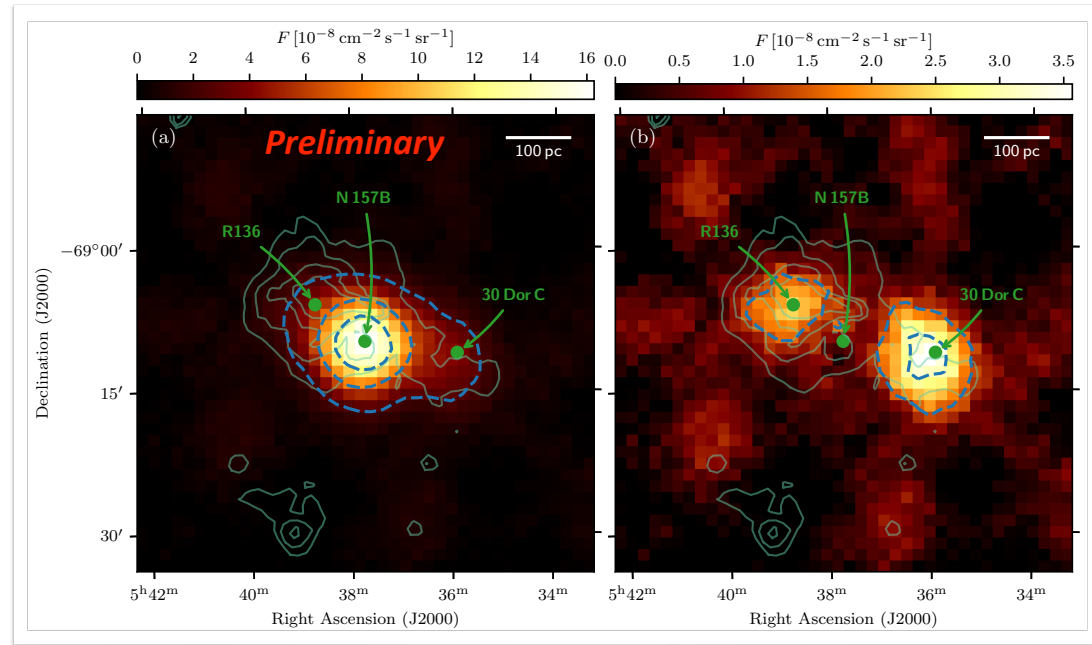 F [10⁻⁸ cm⁻² s⁻¹ sr⁻¹]
0 2 4 6 8 10 12 14 16
(a)
Preliminary
100 pc
N 157B
R136
30 Dor C
−69°00′
15′
30′
Declination (J2000)
5ʰ42ᵐ 40ᵐ 38ᵐ 36ᵐ 34ᵐ
Right Ascension (J2000)
F [10⁻⁸ cm⁻² s⁻¹ sr⁻¹]
0.0 0.5 1.0 1.5 2.0 2.5 3.0 3.5
(b)
100 pc
N 157B
R136
30 Dor C
5ʰ42ᵐ 40ᵐ 38ᵐ 36ᵐ 34ᵐ
Right Ascension (J2000)